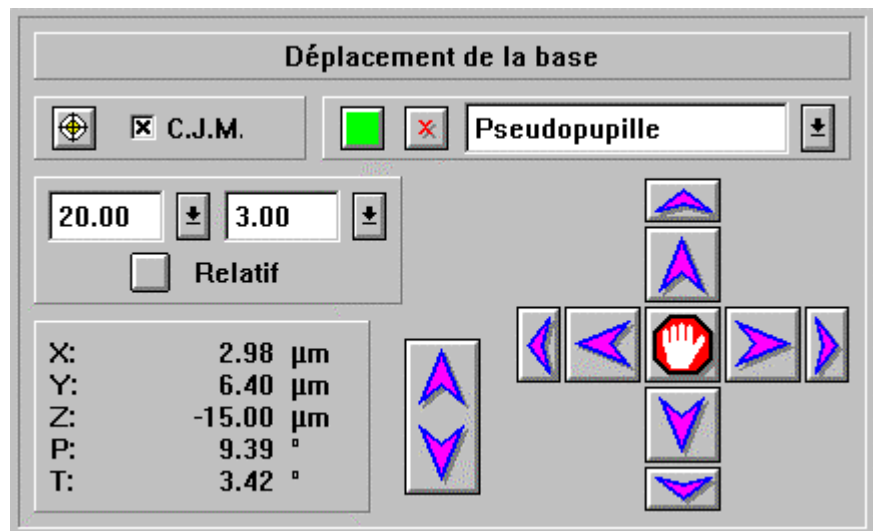 Déplacement de la base
C.J.M. Pseudopupille
20.00 3.00
Relatif
X: 2.98 µm
Y: 6.40 µm
Z: -15.00 µm
P: 9.39 °
T: 3.42 °